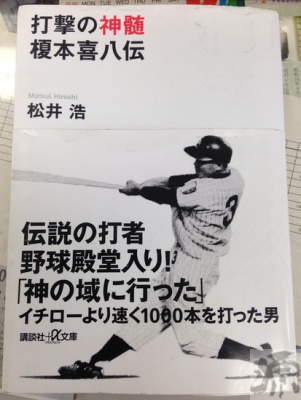 打撃の神髄
榎本喜八伝
Matsui Hiroshi
松井 浩
3
伝説の打者
野球殿堂入り!
「神の域に行った」
イチローより速く1000本を打った男
講談社+α文庫